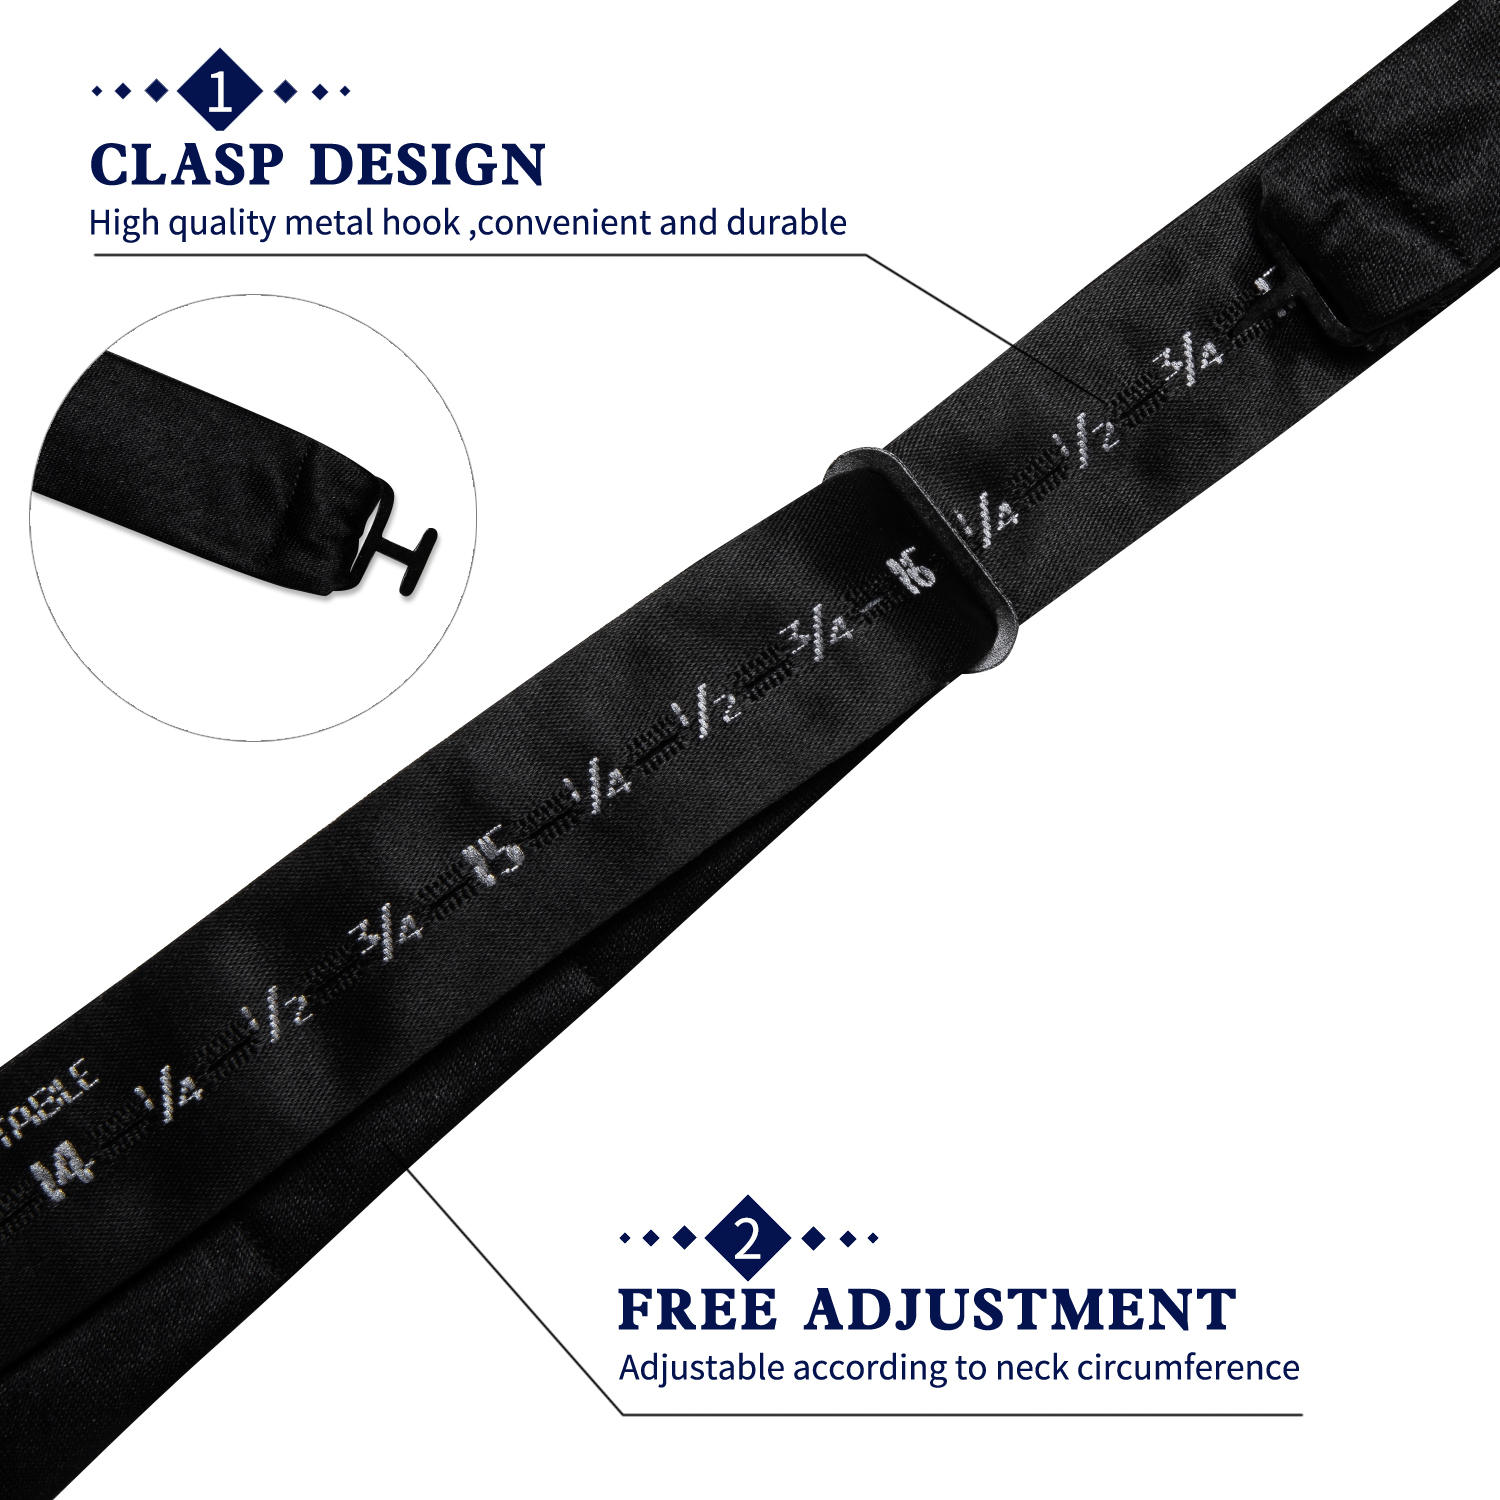 1
CLASP DESIGN
High quality metal hook ,convenient and durable
3/4
1/2
1/4
16
3/4
1/2
1/4
15
3/4
1/2
1/4
TABLE
14
2
FREE ADJUSTMENT
Adjustable according to neck circumference